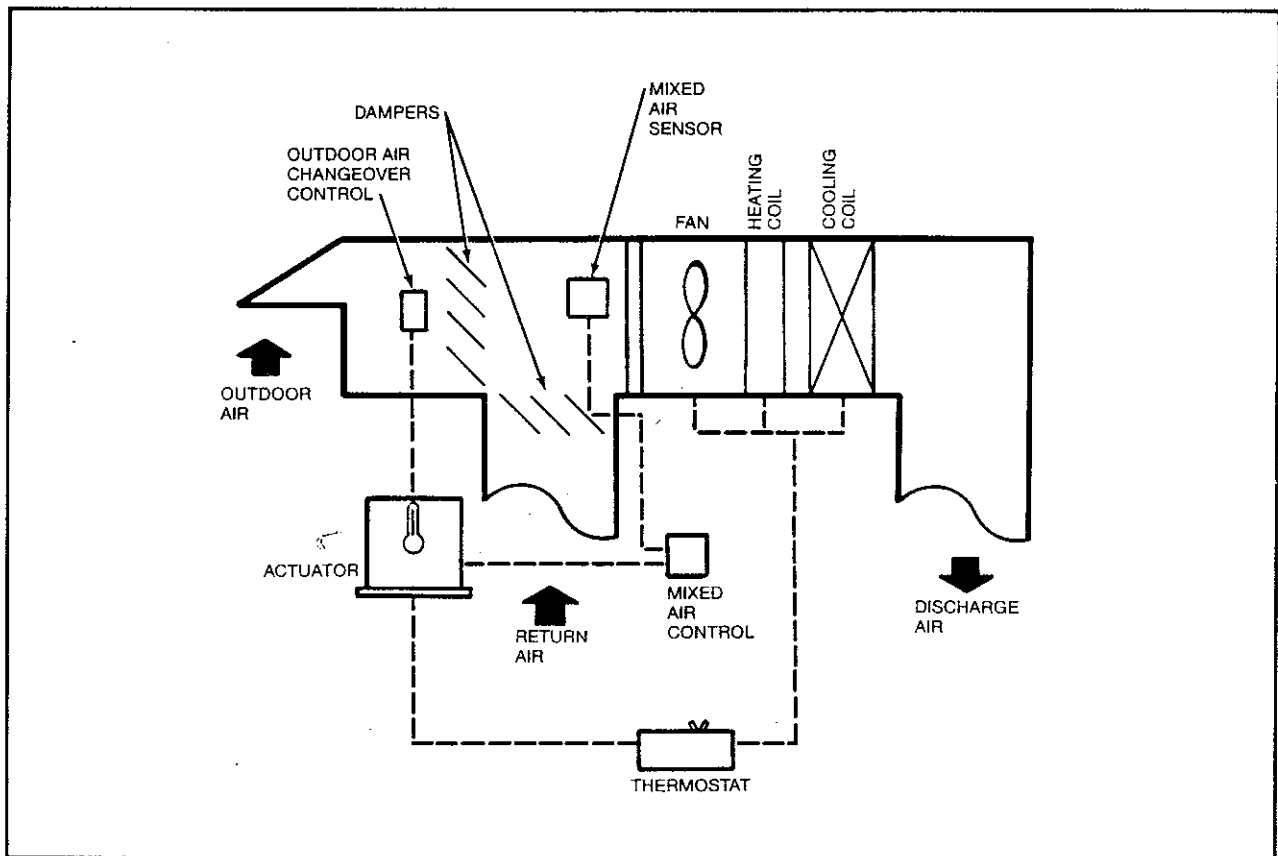 DAMPERS
MIXED
AIR
SENSOR
OUTDOOR AIR
CHANGEOVER
CONTROL
FAN
HEATING
COIL
COOLING
COIL
OUTDOOR
AIR
ACTUATOR
RETURN
AIR
MIXED
AIR
CONTROL
DISCHARGE
AIR
THERMOSTAT